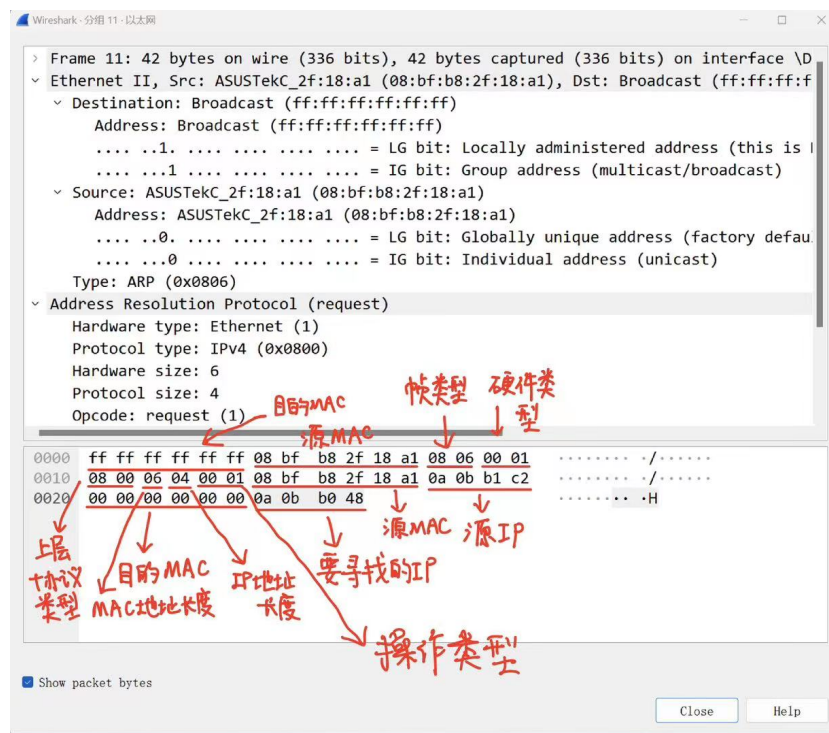 Wireshark · 分组 11 · 以太网
Frame 11: 42 bytes on wire (336 bits), 42 bytes captured (336 bits) on interface \D
Ethernet II, Src: ASUSTekC_2f:18:a1 (08:bf:b8:2f:18:a1), Dst: Broadcast (ff:ff:ff:f
Destination: Broadcast (ff:ff:ff:ff:ff:ff)
Address: Broadcast (ff:ff:ff:ff:ff:ff)
.... ..1. .... .... .... .... = LG bit: Locally administered address (this is
.... ...1 .... .... .... .... = IG bit: Group address (multicast/broadcast)
Source: ASUSTekC_2f:18:a1 (08:bf:b8:2f:18:a1)
Address: ASUSTekC_2f:18:a1 (08:bf:b8:2f:18:a1)
.... ..0. .... .... .... .... = LG bit: Globally unique address (factory defau
.... ...0 .... .... .... .... = IG bit: Individual address (unicast)
Type: ARP (0x0806)
Address Resolution Protocol (request)
Hardware type: Ethernet (1)
Protocol type: IPv4 (0x0800)
Hardware size: 6
Protocol size: 4
Opcode: request (1)
目的MAC
源MAC
帧类型
硬件类
型
0000 ff ff ff ff ff ff 08 bf b8 2f 18 a1 08 06 00 01 ········ ·/······
0010 08 00 06 04 00 01 08 bf b8 2f 18 a1 0a 0b b1 c2 ········ ·/······
0020 00 00 00 00 00 00 0a 0b b0 48 ········ ·H
上层
协议
类型
目的MAC
MAC地址长度
IP地址
长度
要寻找的IP
源MAC
源IP
操作类型
Show packet bytes
Close
Help